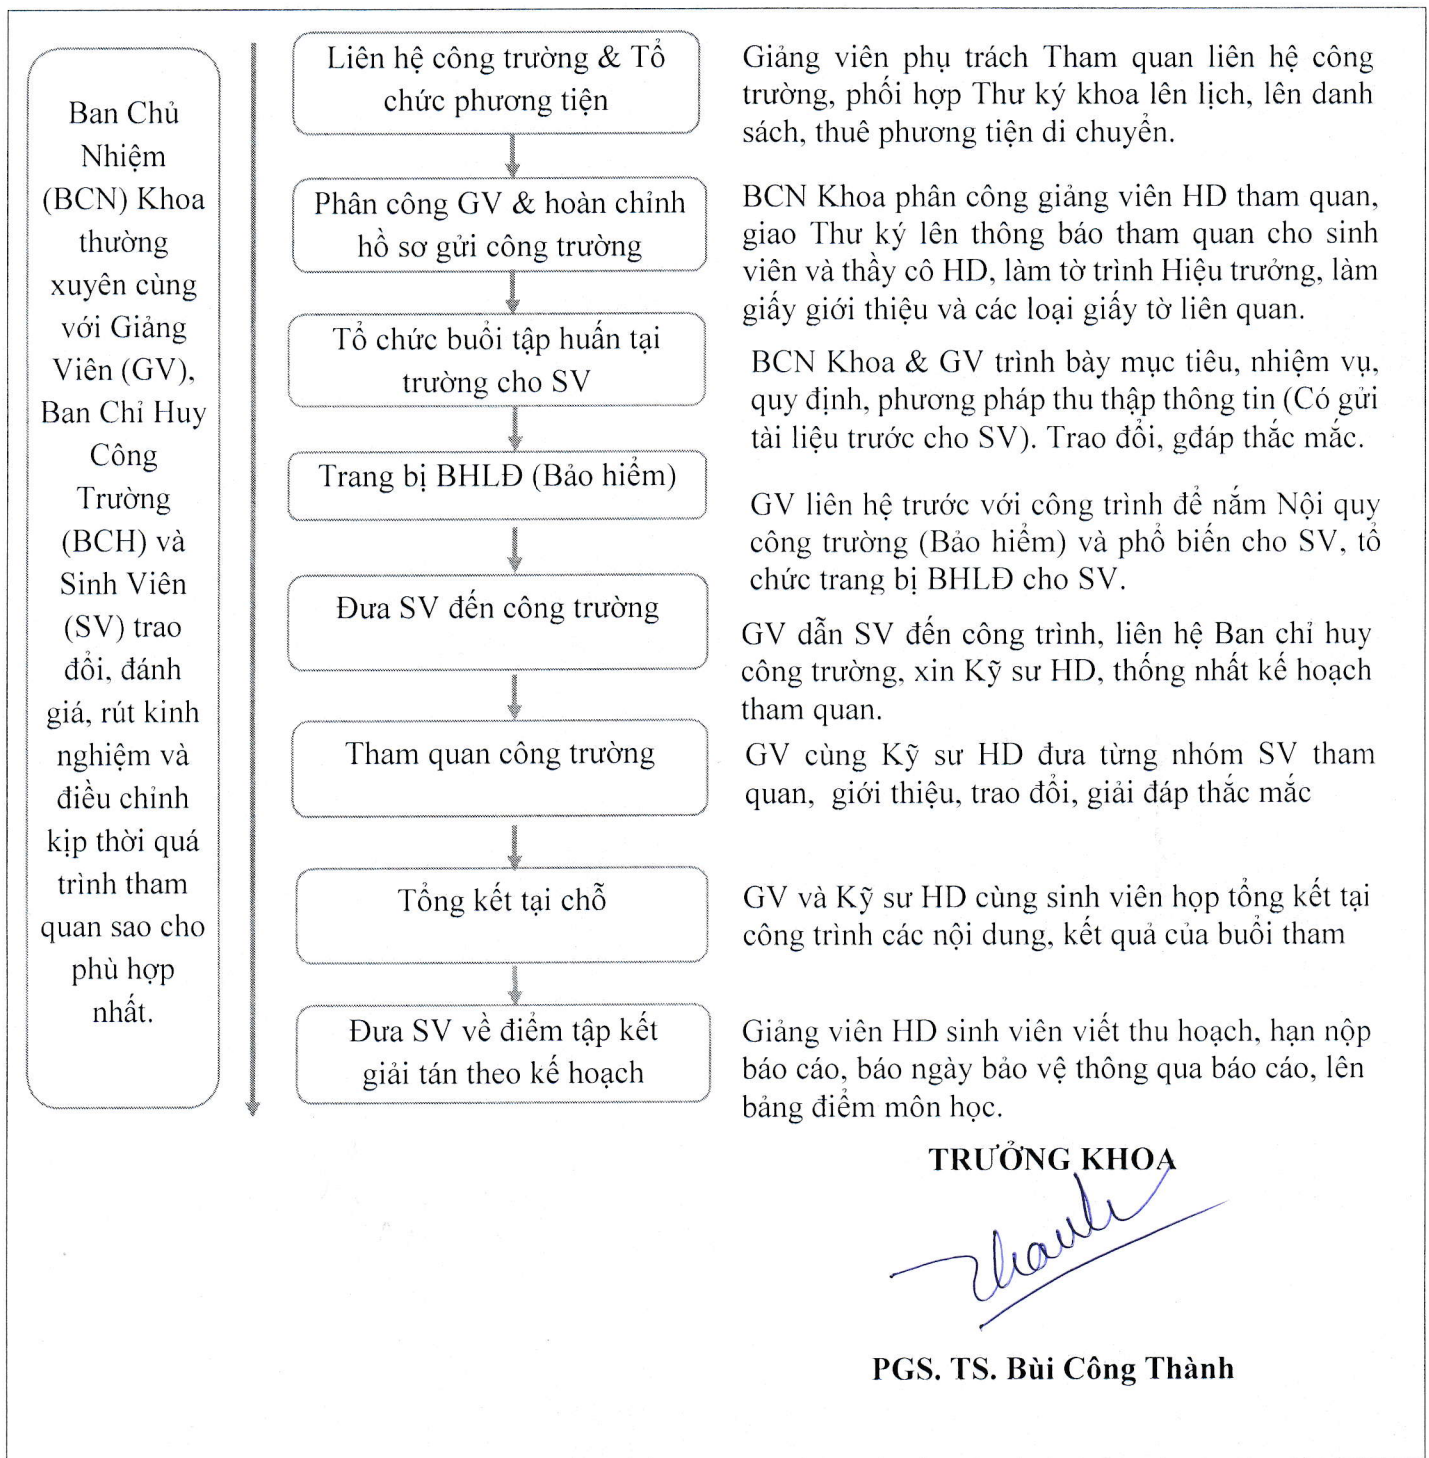 Ban Chủ
Nhiệm
(BCN) Khoa
thường
xuyên cùng
với Giảng
Viên (GV),
Ban Chỉ Huy
Công
Trường
(BCH) và
Sinh Viên
(SV) trao
đổi, đánh
giá, rút kinh
nghiệm và
điều chỉnh
kịp thời quá
trình tham
quan sao cho
phù hợp
nhất.
Liên hệ công trường & Tổ
chức phương tiện
Giảng viên phụ trách Tham quan liên hệ công
trường, phối hợp Thư ký khoa lên lịch, lên danh
sách, thuê phương tiện di chuyển.
Phân công GV & hoàn chỉnh
hồ sơ gửi công trường
BCN Khoa phân công giảng viên HD tham quan,
giao Thư ký lên thông báo tham quan cho sinh
viên và thầy cô HD, làm tờ trình Hiệu trưởng, làm
giấy giới thiệu và các loại giấy tờ liên quan.
Tổ chức buổi tập huấn tại
trường cho SV
BCN Khoa & GV trình bày mục tiêu, nhiệm vụ,
quy định, phương pháp thu thập thông tin (Có gửi
tài liệu trước cho SV). Trao đổi, gđáp thắc mắc.
Trang bị BHLĐ (Bảo hiểm)
GV liên hệ trước với công trình để nắm Nội quy
công trường (Bảo hiểm) và phổ biến cho SV, tổ
chức trang bị BHLĐ cho SV.
Đưa SV đến công trường
GV dẫn SV đến công trình, liên hệ Ban chỉ huy
công trường, xin Kỹ sư HD, thống nhất kế hoạch
tham quan.
Tham quan công trường
GV cùng Kỹ sư HD đưa từng nhóm SV tham
quan, giới thiệu, trao đổi, giải đáp thắc mắc
Tổng kết tại chỗ
GV và Kỹ sư HD cùng sinh viên họp tổng kết tại
công trình các nội dung, kết quả của buổi tham
Đưa SV về điểm tập kết
giải tán theo kế hoạch
Giảng viên HD sinh viên viết thu hoạch, hạn nộp
báo cáo, báo ngày bảo vệ thông qua báo cáo, lên
bảng điểm môn học.
TRƯỞNG KHOA
Thanh
PGS. TS. Bùi Công Thành